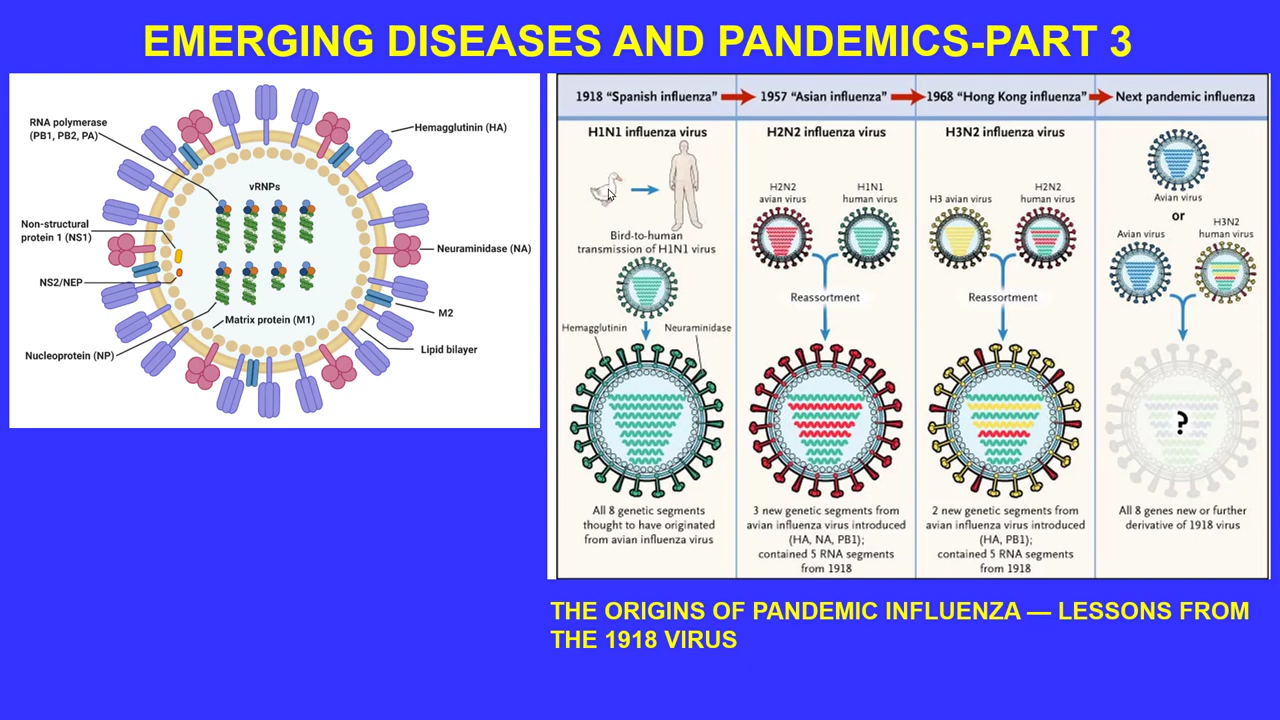 EMERGING DISEASES AND PANDEMICS-PART 3
RNA polymerase
(PB1, PB2, PA)
Hemagglutinin (HA)
vRNPs
Non-structural
protein 1 (NS1)
Neuraminidase (NA)
NS2/NEP
M2
Matrix protein (M1)
Nucleoprotein (NP)
Lipid bilayer
1918 “Spanish influenza”
1957 “Asian influenza”
1968 “Hong Kong influenza”
Next pandemic influenza
H1N1 influenza virus
Bird-to-human
transmission of H1N1 virus
Hemagglutinin
Neuraminidase
All 8 genetic segments
thought to have originated
from avian influenza virus
H2N2 influenza virus
H2N2
avian virus
H1N1
human virus
Reassortment
3 new genetic segments from
avian influenza virus introduced
(HA, NA, PB1);
contained 5 RNA segments
from 1918
H3N2 influenza virus
H3 avian virus
H2N2
human virus
Reassortment
2 new genetic segments from
avian influenza virus introduced
(HA, PB1);
contained 5 RNA segments
from 1918
Avian virus
or
Avian virus
H3N2
human virus
?
All 8 genes new or further
derivative of 1918 virus
THE ORIGINS OF PANDEMIC INFLUENZA — LESSONS FROM
THE 1918 VIRUS